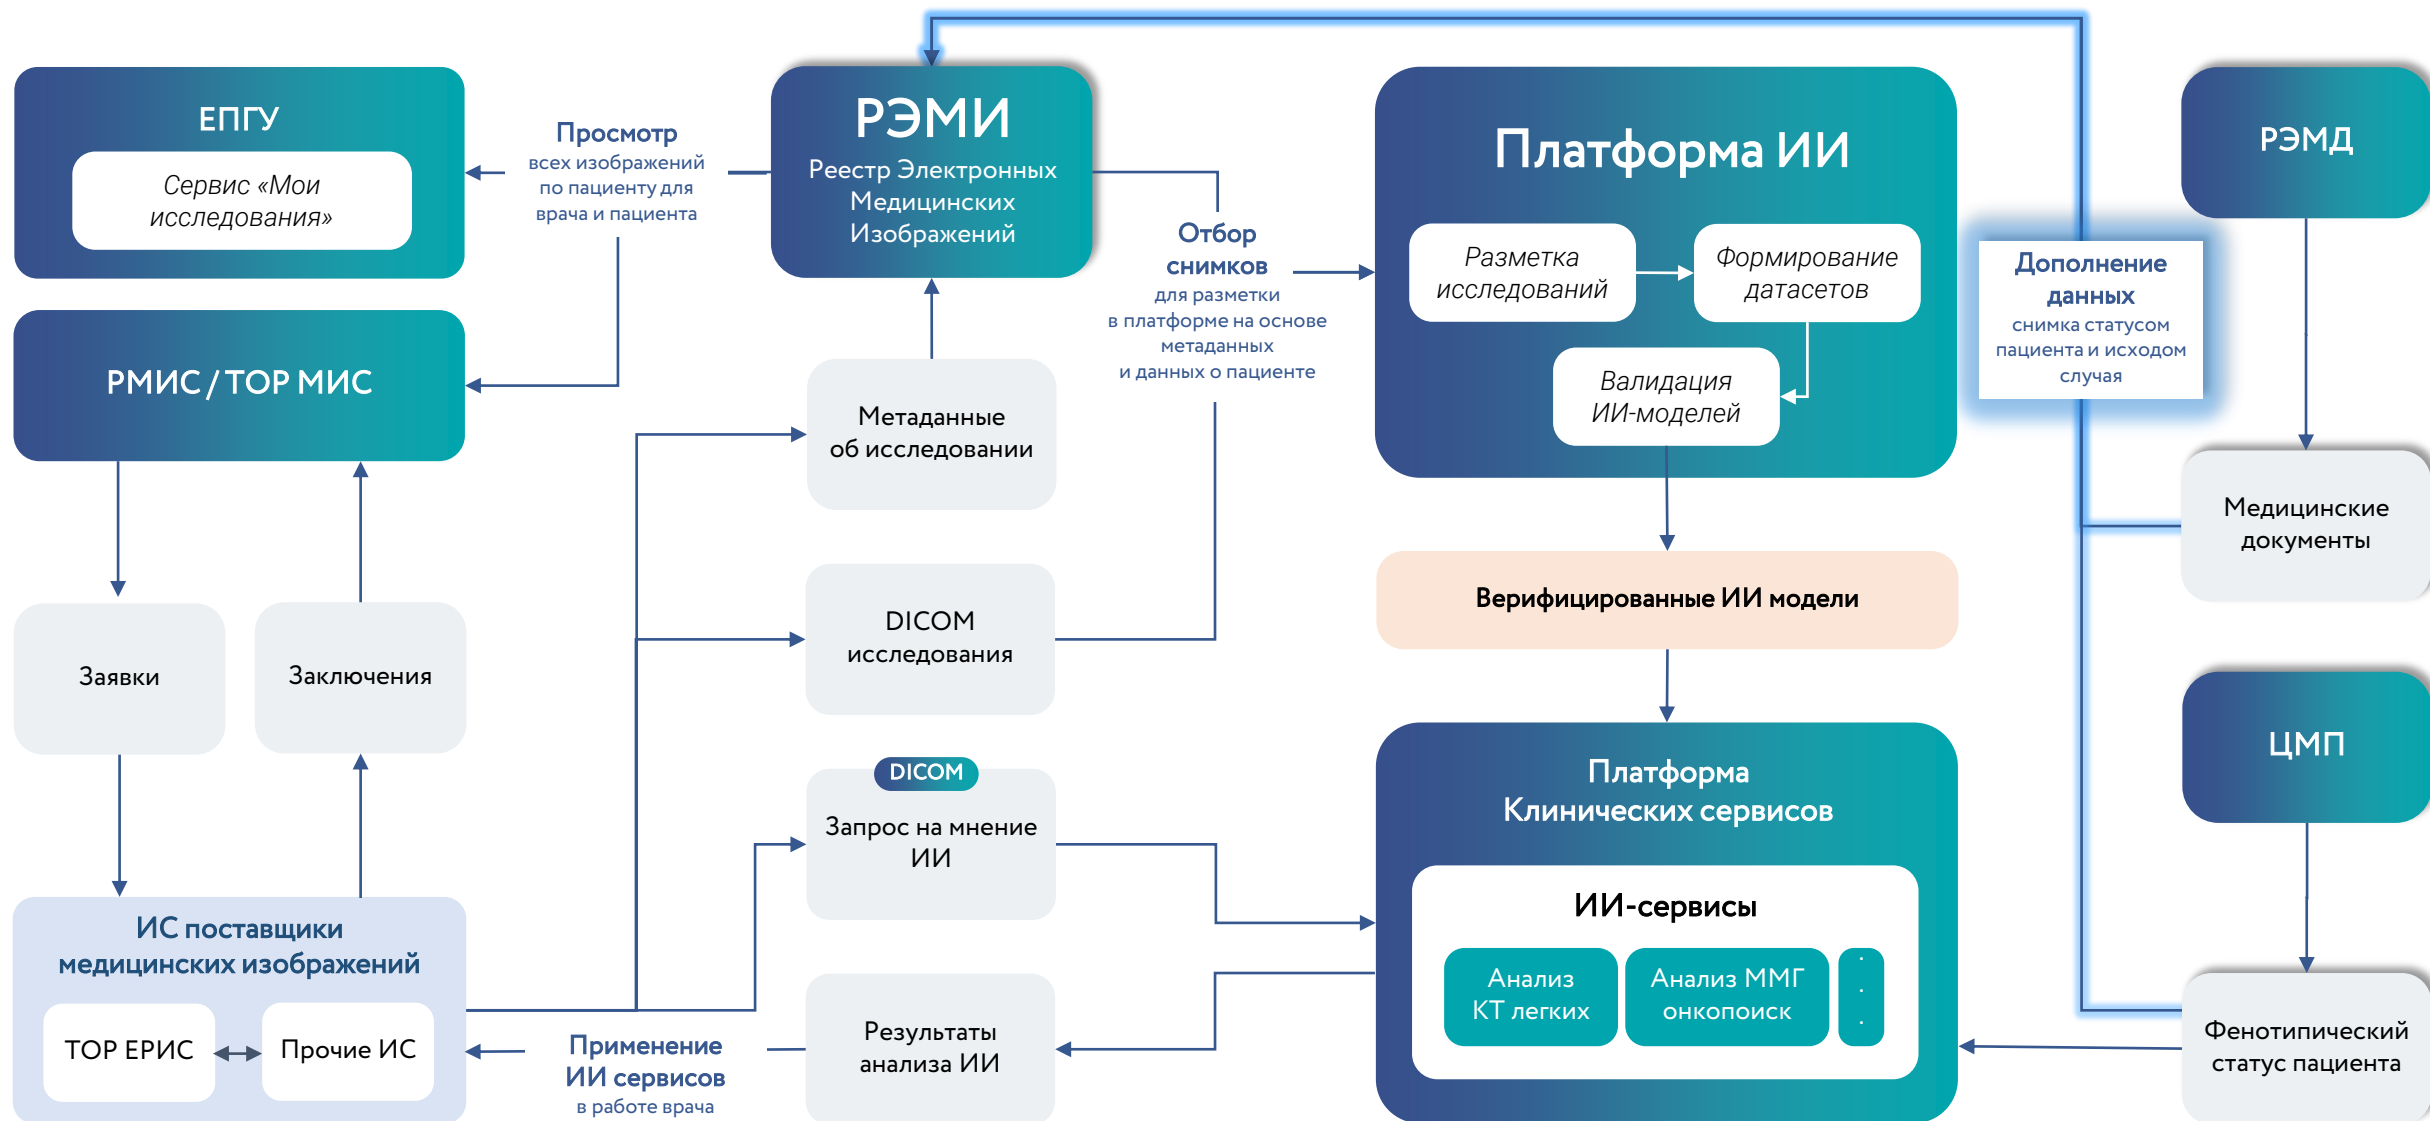 ЕПГУ
Сервис «Мои
исследования»
Просмотр
всех изображений
по пациенту для
врача и пациента
РЭМИ
Реестр Электронных
Медицинских
Изображений
Отбор
снимков
для разметки
в платформе на основе
метаданных
и данных о пациенте
Платформа ИИ
Разметка
исследований
Формирование
датасетов
Валидация
ИИ-моделей
РЭМД
Дополнение
данных
снимка статусом
пациента и исходом
случая
РМИС / ТОР МИС
Метаданные
об исследовании
Медицинские
документы
DICOM
исследования
Верифицированные ИИ модели
Заявки
Заключения
ЦМП
DICOM
Запрос на мнение
ИИ
Платформа
Клинических сервисов
ИИ-сервисы
Анализ
КТ легких
Анализ ММГ
онкопоиск
.
.
.
ИС поставщики
медицинских изображений
ТОР ЕРИС
Прочие ИС
Применение
ИИ сервисов
в работе врача
Результаты
анализа ИИ
Фенотипический
статус пациента